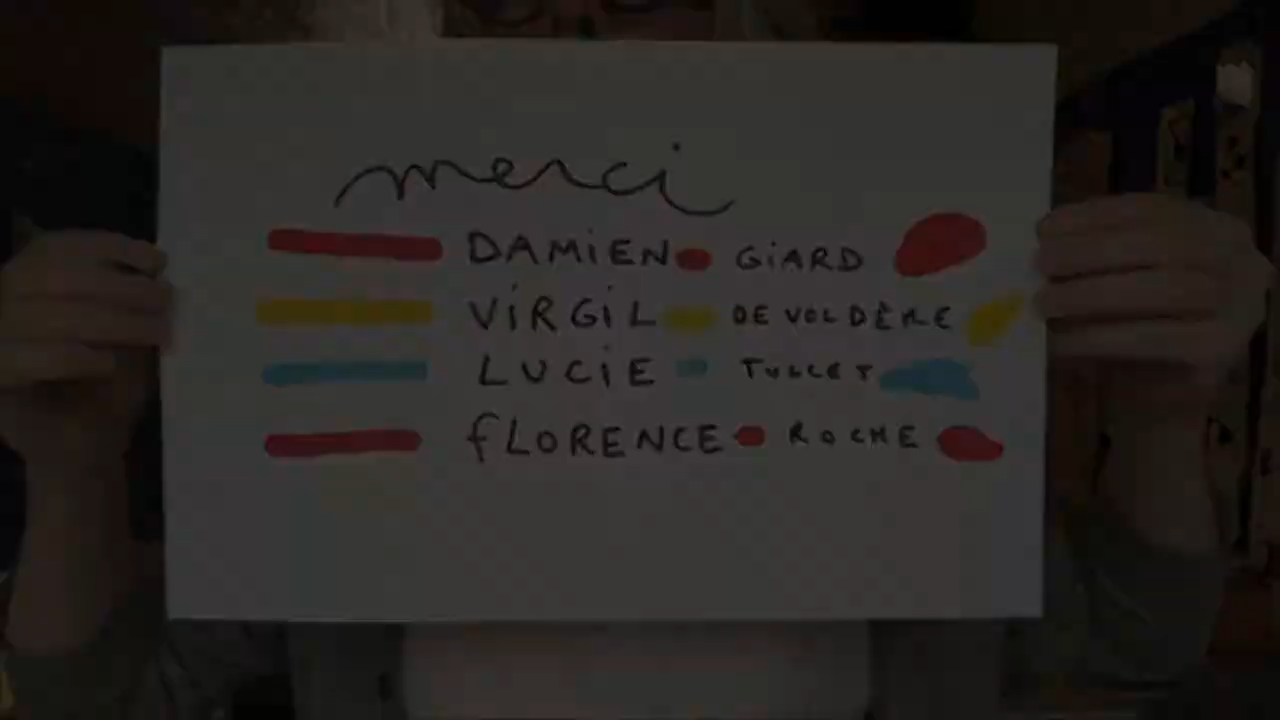 merci
DAMiEN GiARD
ViRGiL DE VOLDÈRE
LUCiE TULLET
fLORENCE ROCHE